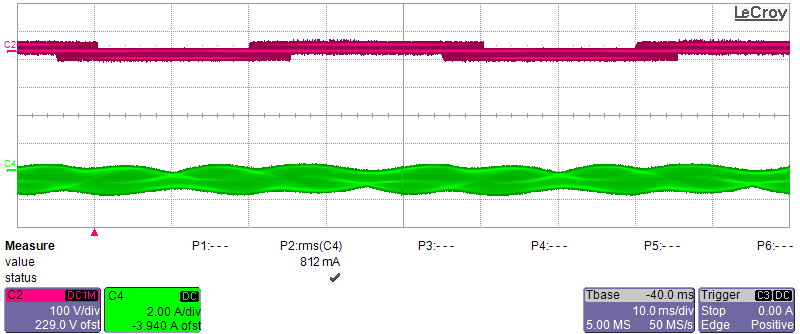 LeCroy
C2
C4
Measure P1:- - - P2:rms(C4) P3:- - - P4:- - - P5:- - - P6:- - -
value 812 mA
status ✔
C2 DC1M
100 V/div
229.0 V ofst
C4 DC
2.00 A/div
-3.940 A ofst
Tbase -40.0 ms
10.0 ms/div
5.00 MS 50 MS/s
Trigger C3 DC
Stop 0.00 A
Edge Positive